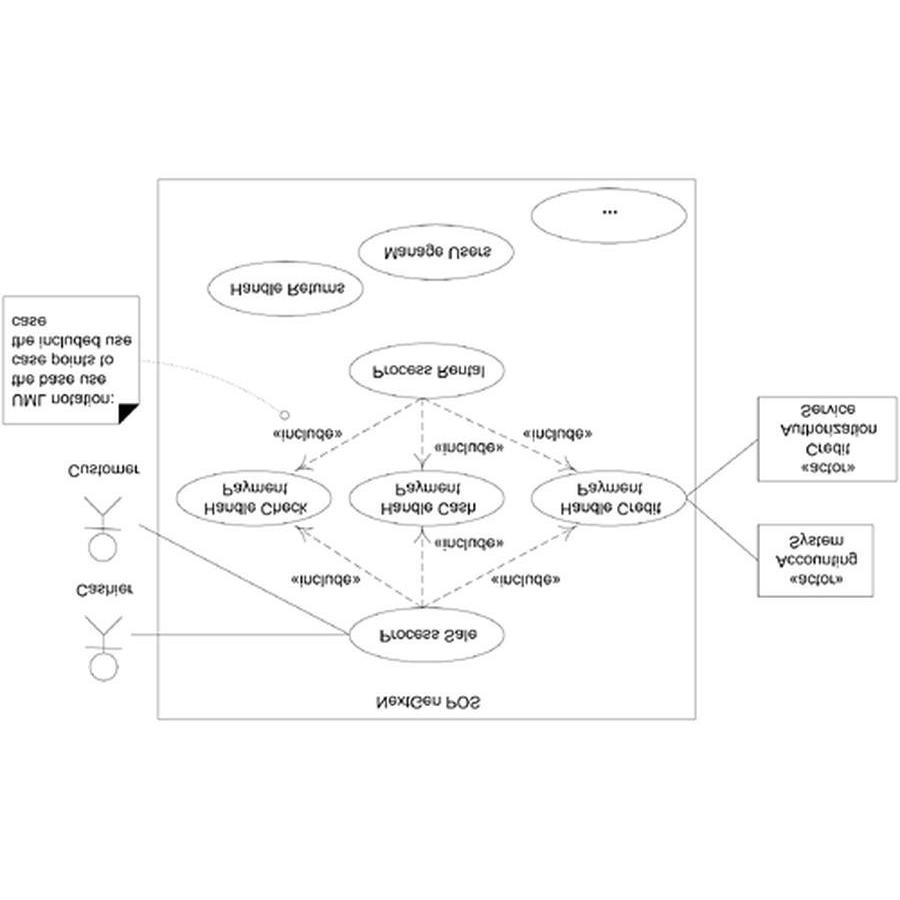 NextGen POS
Process Sale
Cashier
Customer
«include»
«include»
«include»
Handle Check
Payment
Handle Cash
Payment
Handle Credit
Payment
«actor»
Accounting
System
«actor»
Credit
Authorization
Service
UML notation:
the base use
case points to
the included use
case
«include»
«include»
«include»
Process Rental
Handle Returns
Manage Users
...